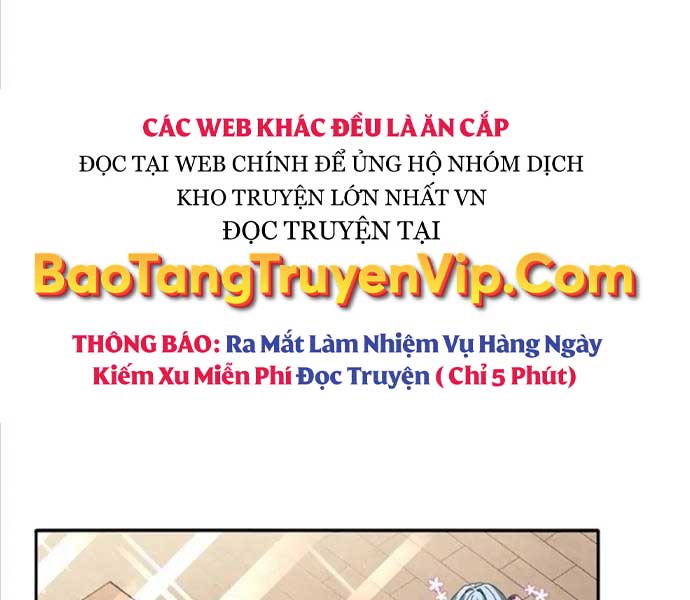 CÁC WEB KHÁC ĐỀU LÀ ĂN CẮP
ĐỌC TẠI WEB CHÍNH ĐỂ ỦNG HỘ NHÓM DỊCH
KHO TRUYỆN LỚN NHẤT VN
ĐỌC TRUYỆN TẠI
BaoTangTruyenVip.Com
THÔNG BÁO: Ra Mắt Làm Nhiệm Vụ Hàng Ngày
Kiếm Xu Miễn Phí Đọc Truyện ( Chỉ 5 Phút)